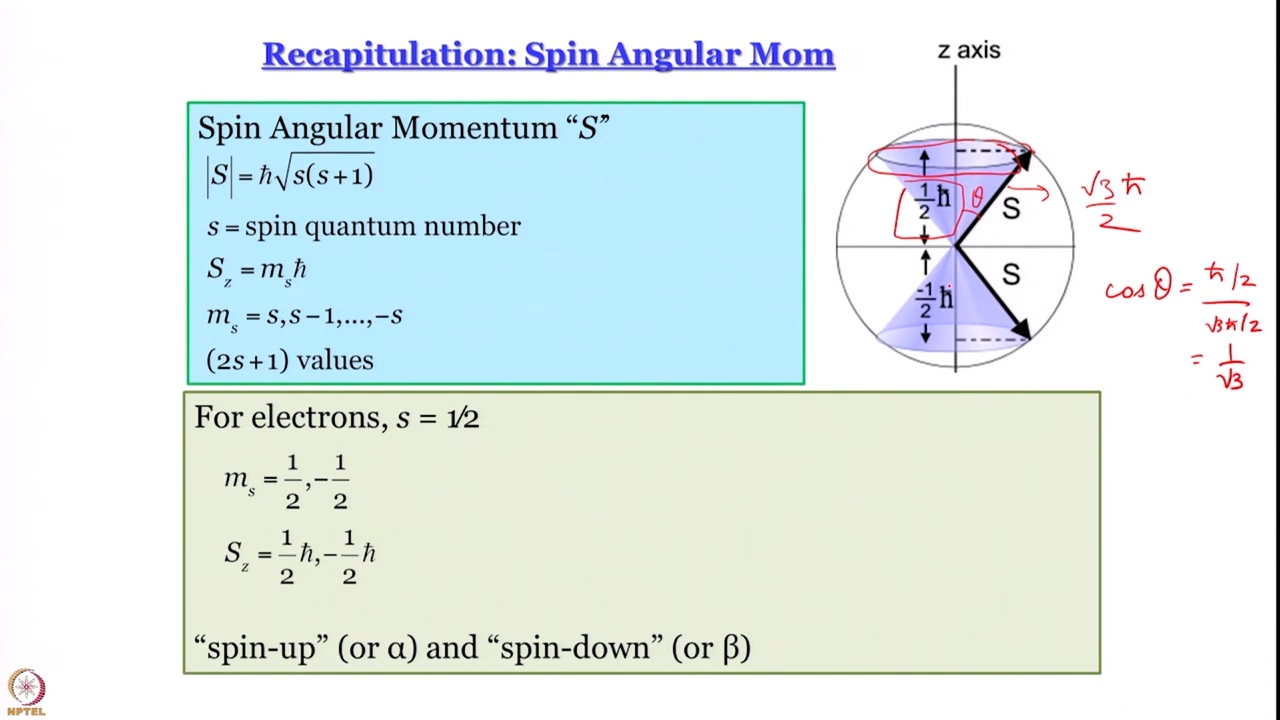 Recapitulation: Spin Angular Mom
Spin Angular Momentum “S”
|S| = ħ√s(s+1)
s = spin quantum number
S_z = m_s ħ
m_s = s, s−1,...,−s
(2s+1) values
z axis
1/2 ħ
θ
S
√3 ħ/2
-1/2 ħ
S
cos θ = ħ/2 / √3ħ/2
= 1/√3
For electrons, s = 1⁄2
m_s = 1/2, −1/2
S_z = 1/2 ħ, −1/2 ħ
“spin-up” (or α) and “spin-down” (or β)
NPTEL